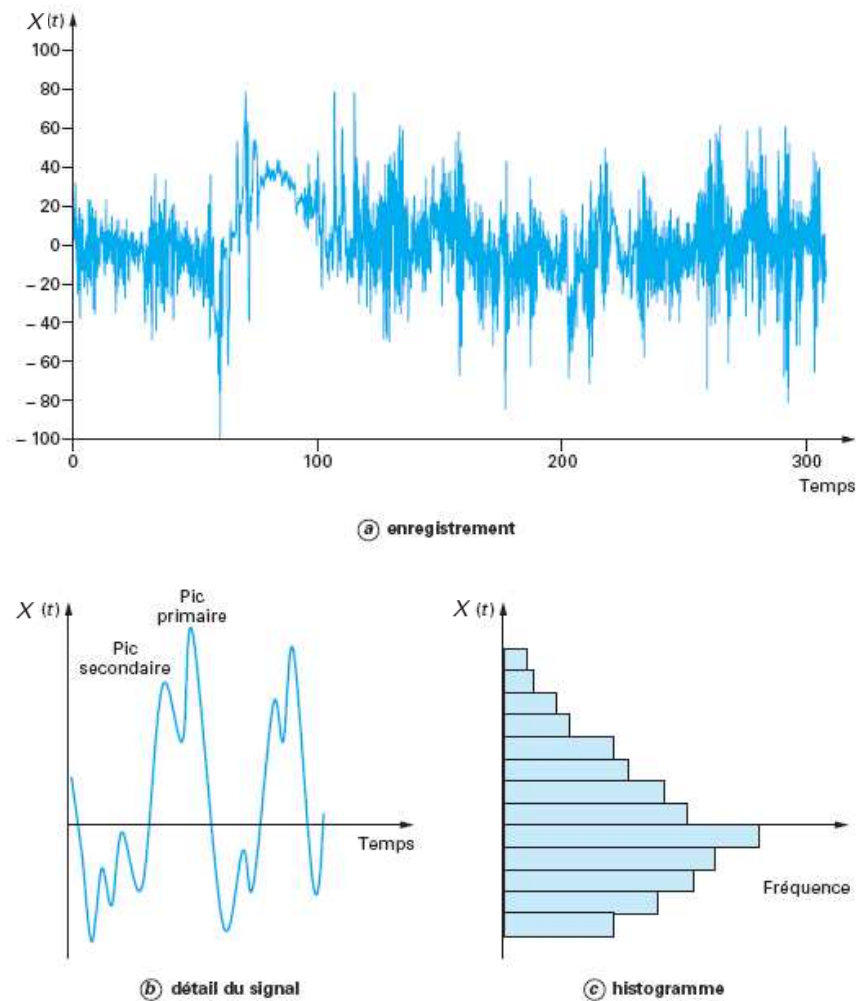 X(t)
100
80
60
40
20
0
– 20
– 40
– 60
– 80
– 100
0 100 200 300
Temps
a enregistrement
X (t)
Pic
primaire
Pic
secondaire
Temps
b détail du signal
X (t)
Fréquence
c histogramme